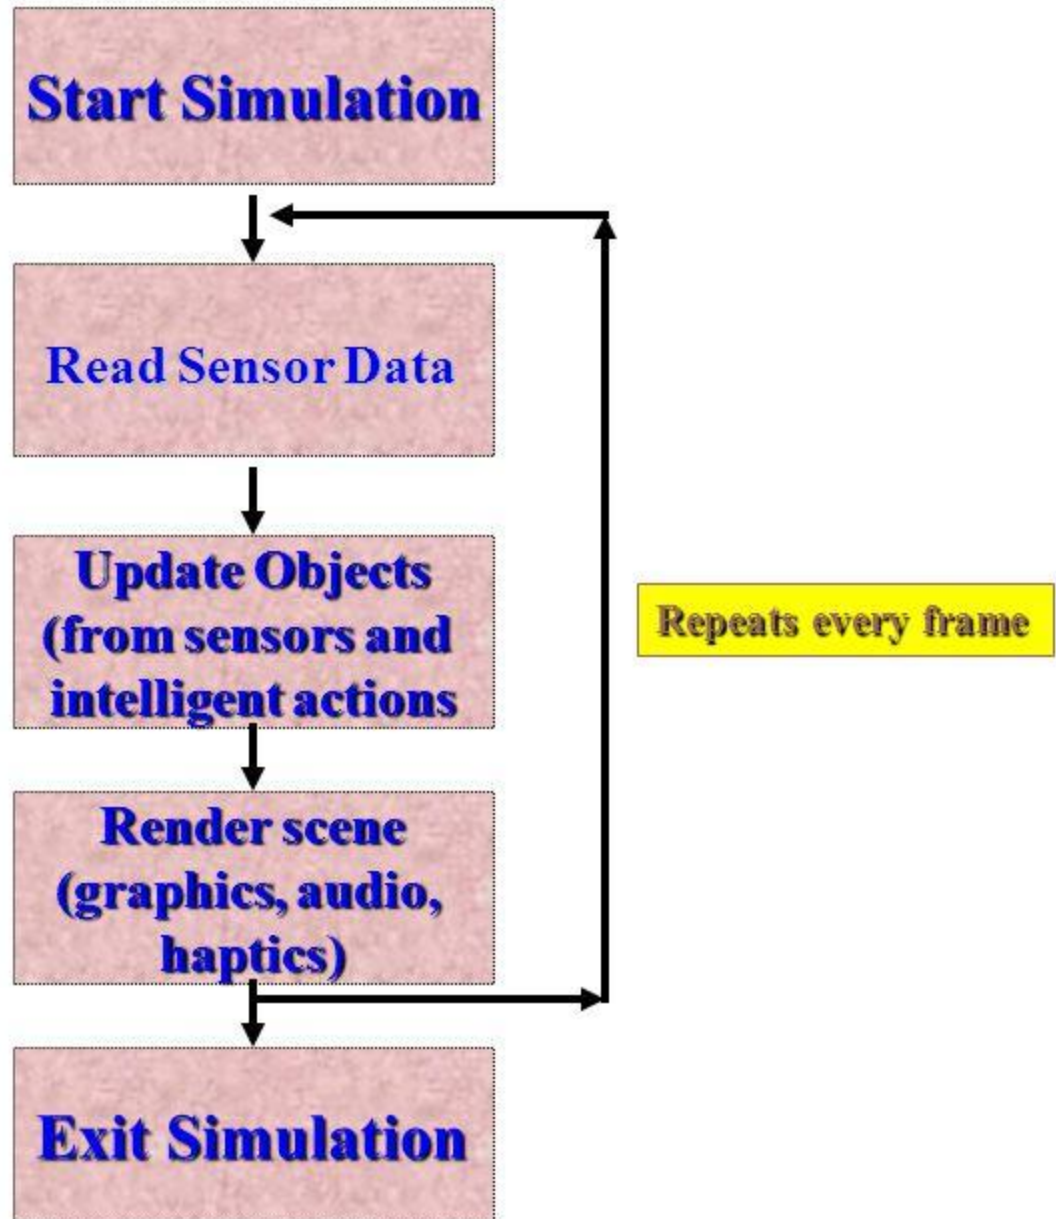 Start Simulation
Read Sensor Data
Update Objects
(from sensors and
intelligent actions
Repeats every frame
Render scene
(graphics, audio,
haptics)
Exit Simulation